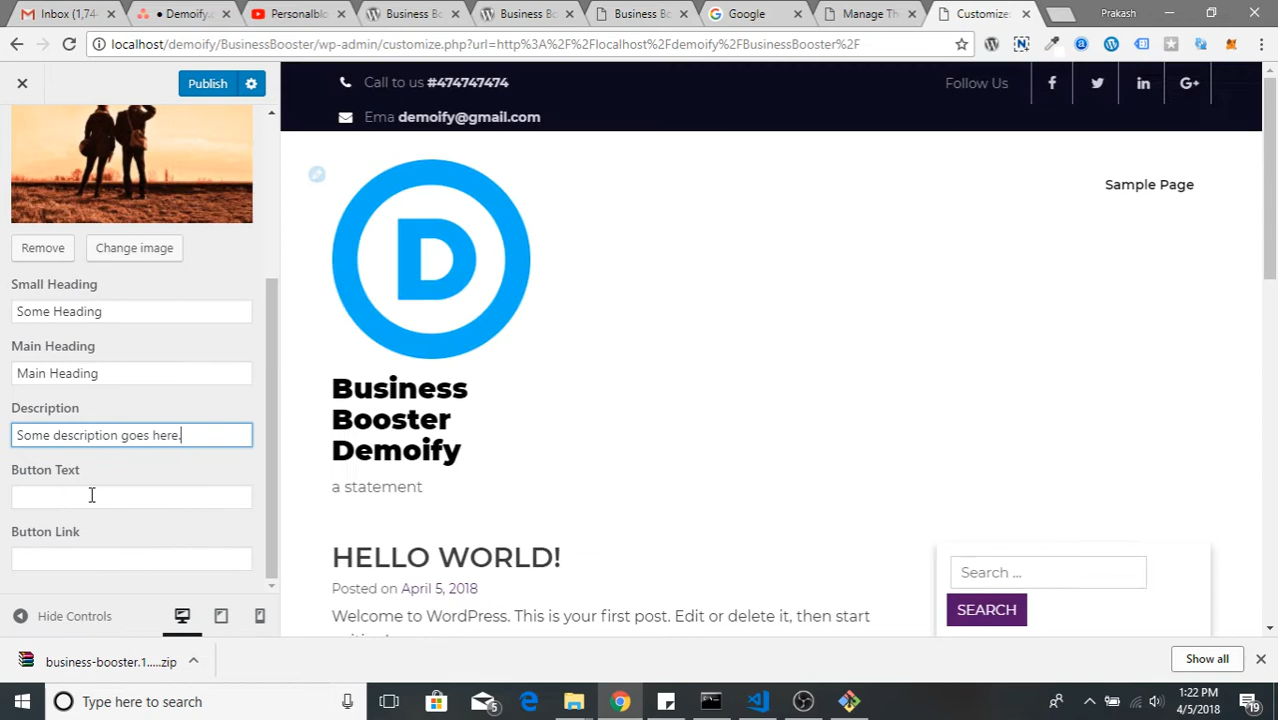 Inbox (1,74
• Demoify.c
Personalblo
Business Bo
Business Bo
Business Bo
Google
Manage Th
Customize:
Prakash
localhost/demoify/BusinessBooster/wp-admin/customize.php?url=http%3A%2F%2Flocalhost%2Fdemoify%2FBusinessBooster%2F
Publish
Call to us #474747474
Follow Us
Ema demoify@gmail.com
D
Sample Page
Remove
Change image
Small Heading
Some Heading
Main Heading
Main Heading
Description
Some description goes here.
Button Text
Button Link
Business
Booster
Demoify
a statement
HELLO WORLD!
Posted on April 5, 2018
Welcome to WordPress. This is your first post. Edit or delete it, then start
Search ...
SEARCH
Hide Controls
business-booster.1.....zip
Show all
Type here to search
5
1:22 PM
4/5/2018
19